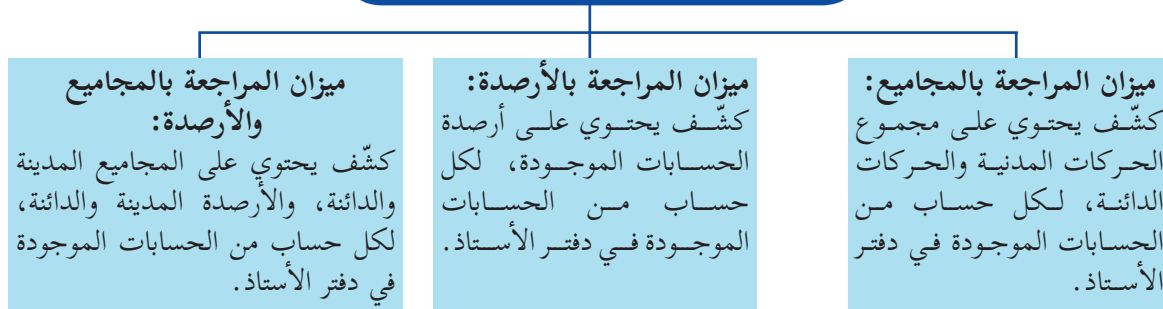 ميزان المراجعة بالمجاميع:
كشّف يحتوي على مجموع
الحركات المدنية والحركات
الدائنة، لكل حساب من
الحسابات الموجودة في دفتر
الأستاذ.
ميزان المراجعة بالأرصدة:
كشّف يحتوي على أرصدة
الحسابات الموجودة، لكل
حساب من الحسابات
الموجودة في دفتر الأستاذ.
ميزان المراجعة بالمجاميع
والأرصدة:
كشّف يحتوي على المجاميع المدينة
والدائنة، والأرصدة المدينة والدائنة،
لكل حساب من الحسابات الموجودة
في دفتر الأستاذ.